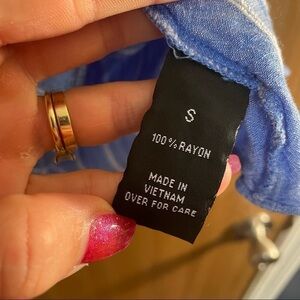 S
100% RAYON
MADE IN
VIETNAM
OVER FOR CARE